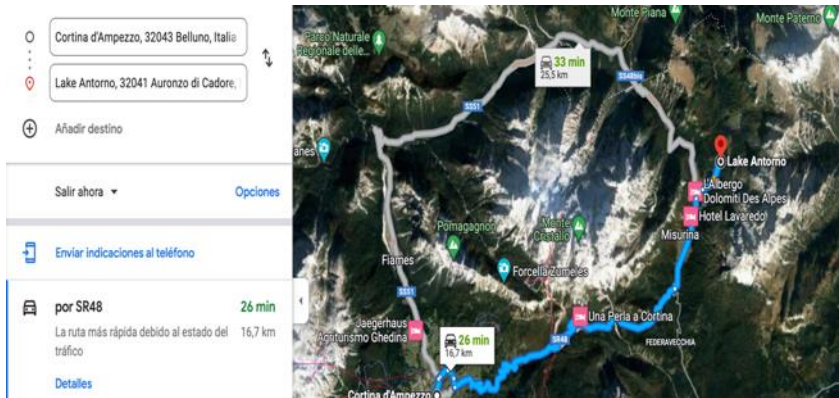 Cortina d'Ampezzo, 32043 Belluno, Italia
Lake Antorno, 32041 Auronzo di Cadore,
Añadir destino
Salir ahora
Opciones
Enviar indicaciones al teléfono
por SR48
26 min
La ruta más rápida debido al estado del
16,7 km
tráfico
Detalles
Monte Piana
Monte Paterno
Parco Naturale
Regionale delle...
33 min
25,5 km
SS48bis
SS51
anes
Lake Antorno
L'Albergo
Dolomiti Des Alpes
Hotel Lavaredo
Misurina
Pomagagnon
Monte
Cristallo
Fiames
Forcella Zumeles
SS51
Una Perla a Cortina
Jaegerhaus
Agriturismo Ghedina
26 min
16,7 km
SR48
FEDERAVECCHIA
Cortina d'Ampezzo